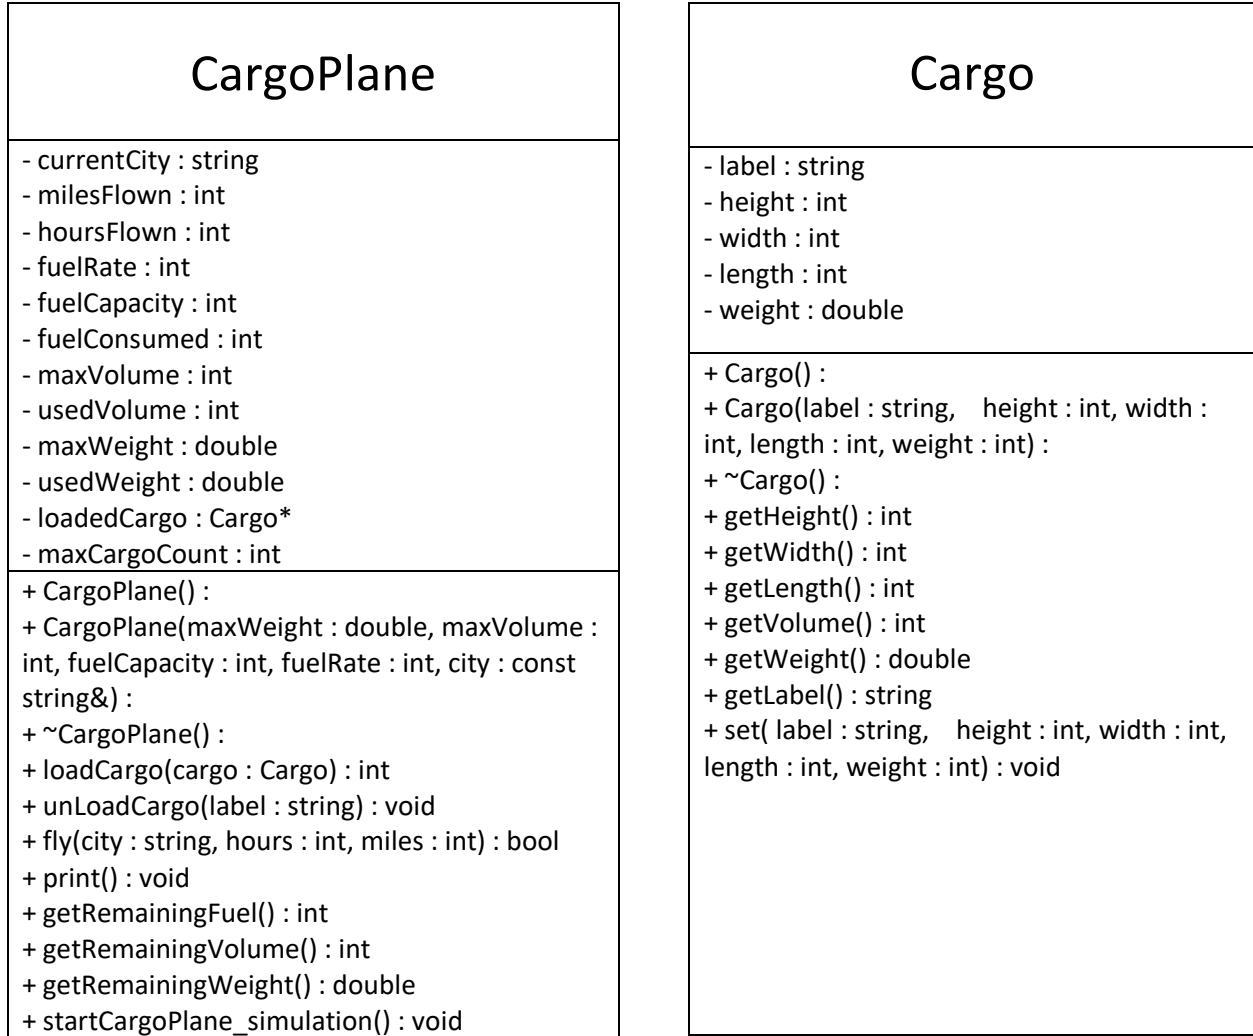 CargoPlane
- currentCity : string
- milesFlown : int
- hoursFlown : int
- fuelRate : int
- fuelCapacity : int
- fuelConsumed : int
- maxVolume : int
- usedVolume : int
- maxWeight : double
- usedWeight : double
- loadedCargo : Cargo*
- maxCargoCount : int
+ CargoPlane() :
+ CargoPlane(maxWeight : double, maxVolume :
int, fuelCapacity : int, fuelRate : int, city : const
string&) :
+ ~CargoPlane() :
+ loadCargo(cargo : Cargo) : int
+ unLoadCargo(label : string) : void
+ fly(city : string, hours : int, miles : int) : bool
+ print() : void
+ getRemainingFuel() : int
+ getRemainingVolume() : int
+ getRemainingWeight() : double
+ startCargoPlane_simulation() : void
Cargo
- label : string
- height : int
- width : int
- length : int
- weight : double
+ Cargo() :
+ Cargo(label : string, height : int, width :
int, length : int, weight : int) :
+ ~Cargo() :
+ getHeight() : int
+ getWidth() : int
+ getLength() : int
+ getVolume() : int
+ getWeight() : double
+ getLabel() : string
+ set( label : string, height : int, width : int,
length : int, weight : int) : void